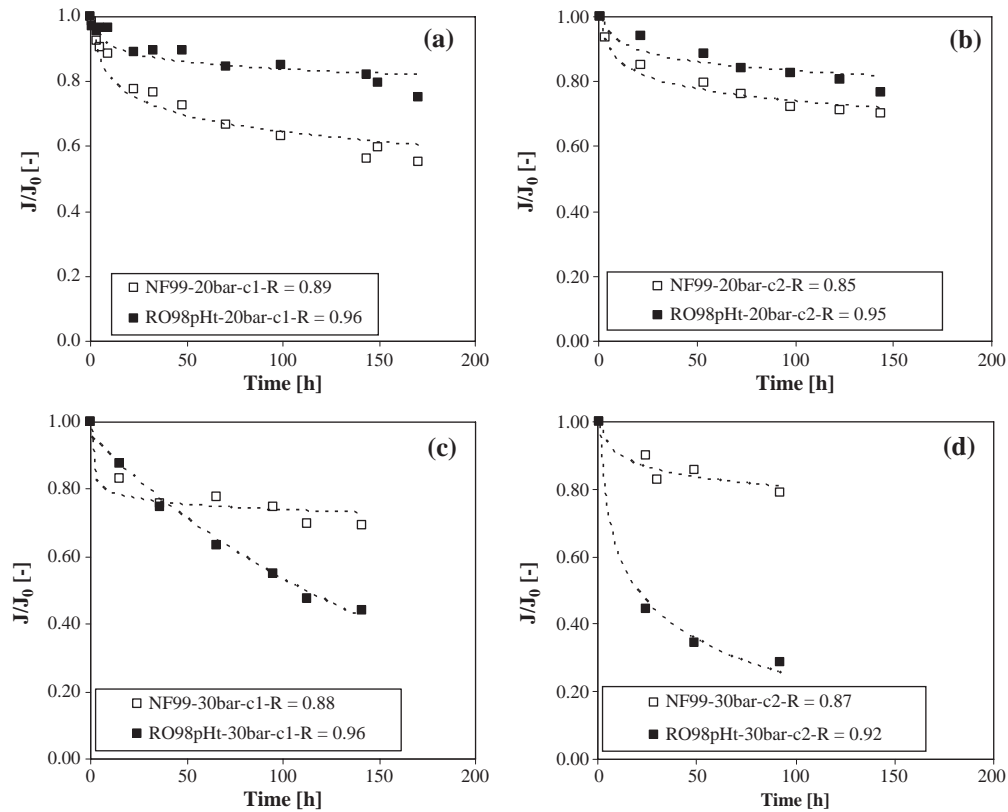 (a)
J/J0 [-]
1.0
0.8
0.6
0.4
0.2
0.0
NF99-20bar-c1-R = 0.89
RO98pHt-20bar-c1-R = 0.96
0 50 100 150 200
Time [h]
(b)
J/J0 [-]
1.00
0.80
0.60
0.40
0.20
0.00
NF99-20bar-c2-R = 0.85
RO98pHt-20bar-c2-R = 0.95
0 50 100 150 200
Time [h]
(c)
J/J0 [-]
1.00
0.80
0.60
0.40
0.20
0.00
NF99-30bar-c1-R = 0.88
RO98pHt-30bar-c1-R = 0.96
0 50 100 150 200
Time [h]
(d)
J/J0 [-]
1.00
0.80
0.60
0.40
0.20
0.00
NF99-30bar-c2-R = 0.87
RO98pHt-30bar-c2-R = 0.92
0 50 100 150 200
Time [h]